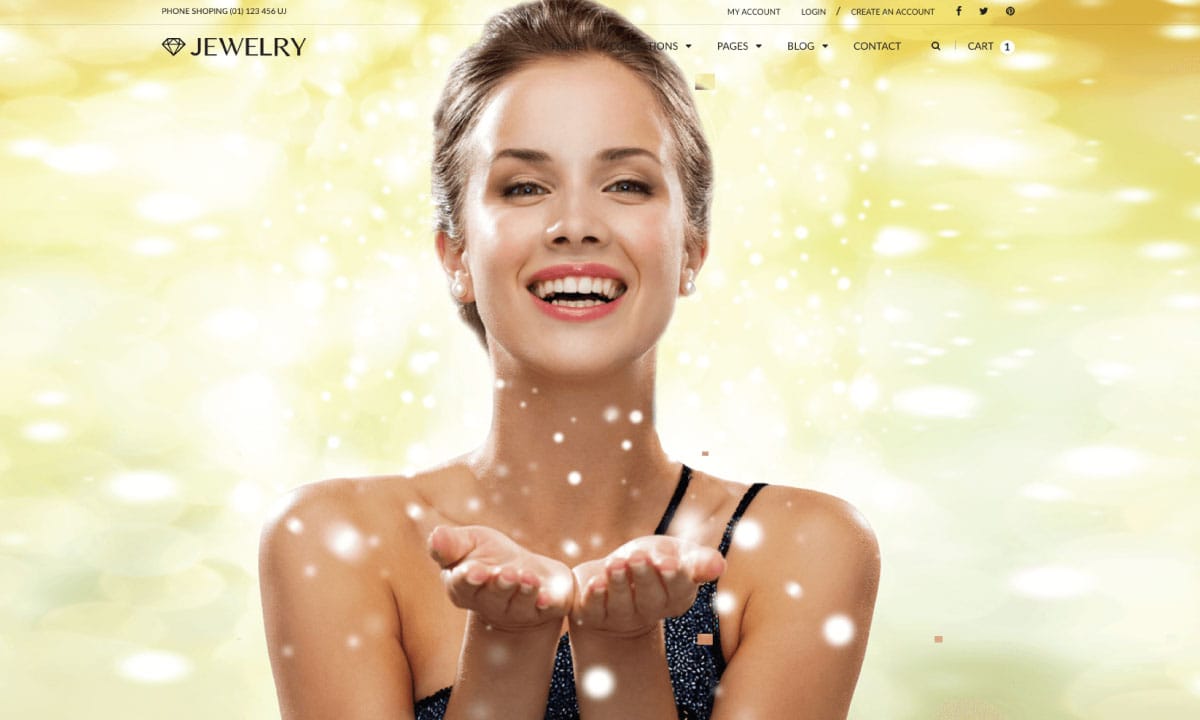 PHONE SHOPING (01) 123 456 UJ
MY ACCOUNT LOGIN / CREATE AN ACCOUNT
JEWELRY
HOME COLLECTIONS PAGES BLOG CONTACT CART 1